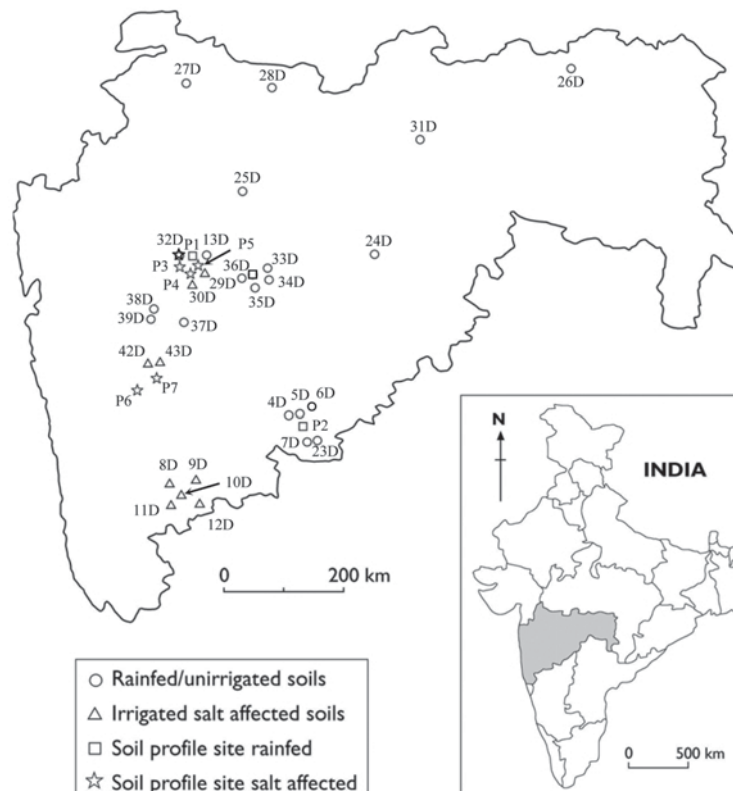 27D 28D 26D
31D
25D
24D
32D P1 13D P5
P3 36D 33D
P4 29D 34D
30D 35D
38D
39D 37D
42D 43D
P6 P7
4D 5D 6D
P2
7D 23D
8D 9D
10D
11D
12D
0 200 km
N
INDIA
0 500 km
Rainfed/unirrigated soils
Irrigated salt affected soils
Soil profile site rainfed
Soil profile site salt affected